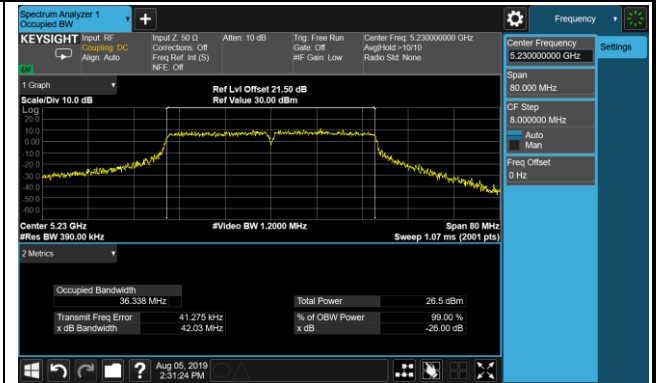 Spectrum Analyzer 1
Occupied BW
Frequency
KEYSIGHT
Input: RF
Coupling: DC
Align: Auto
Input Z: 50 Ω
Corrections: Off
Freq Ref: Int (S)
NFE: Off
Atten: 10 dB
Trig: Free Run
Gate: Off
#IF Gain: Low
Center Freq: 5.230000000 GHz
Avg|Hold:>10/10
Radio Std: None
Center Frequency
5.230000000 GHz
Settings
Span
80.000 MHz
CF Step
8.000000 MHz
Auto
Man
Freq Offset
0 Hz
1 Graph
Scale/Div 10.0 dB
Ref Lvl Offset 21.50 dB
Ref Value 30.00 dBm
Log
20.0
10.0
0.00
-10.0
-20.0
-30.0
-40.0
-50.0
-60.0
Center 5.23 GHz
#Video BW 1.2000 MHz
Span 80 MHz
#Res BW 390.00 kHz
Sweep 1.07 ms (2001 pts)
2 Metrics
Occupied Bandwidth
36.338 MHz
Total Power 26.5 dBm
Transmit Freq Error 41.275 kHz
% of OBW Power 99.00 %
x dB Bandwidth 42.03 MHz
x dB -26.00 dB
?
Aug 05, 2019
2:31:24 PM